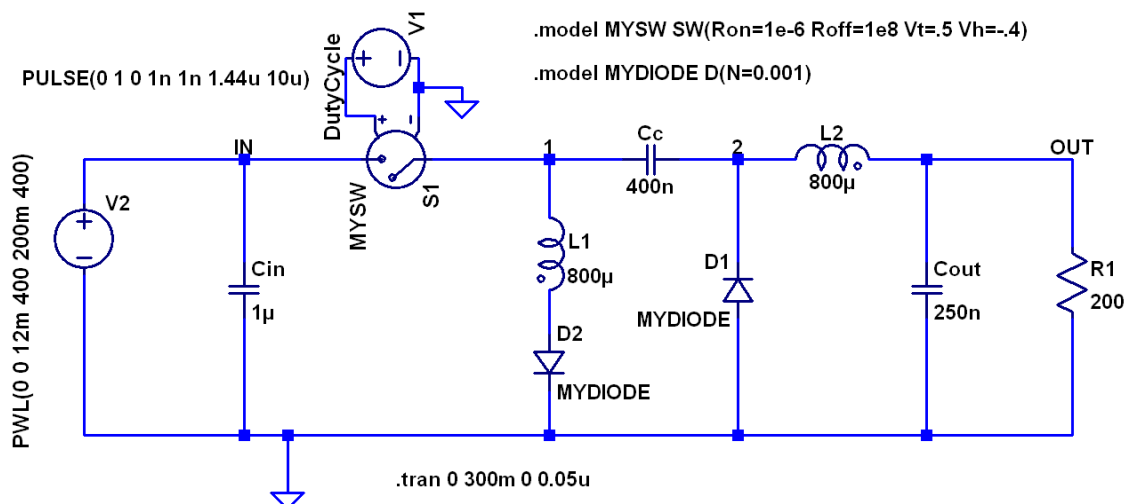 .model MYSW SW(Ron=1e-6 Roff=1e8 Vt=.5 Vh=-.4)
.model MYDIODE D(N=0.001)
PULSE(0 1 0 1n 1n 1.44u 10u)
V1
DutyCycle
+ -
+ -
IN
MYSW
S1
1
Cc
400n
2
L2
800µ
OUT
PWL(0 0 12m 400 200m 400)
V2
+
-
Cin
1µ
L1
800µ
D2
MYDIODE
D1
MYDIODE
Cout
250n
R1
200
.tran 0 300m 0 0.05u